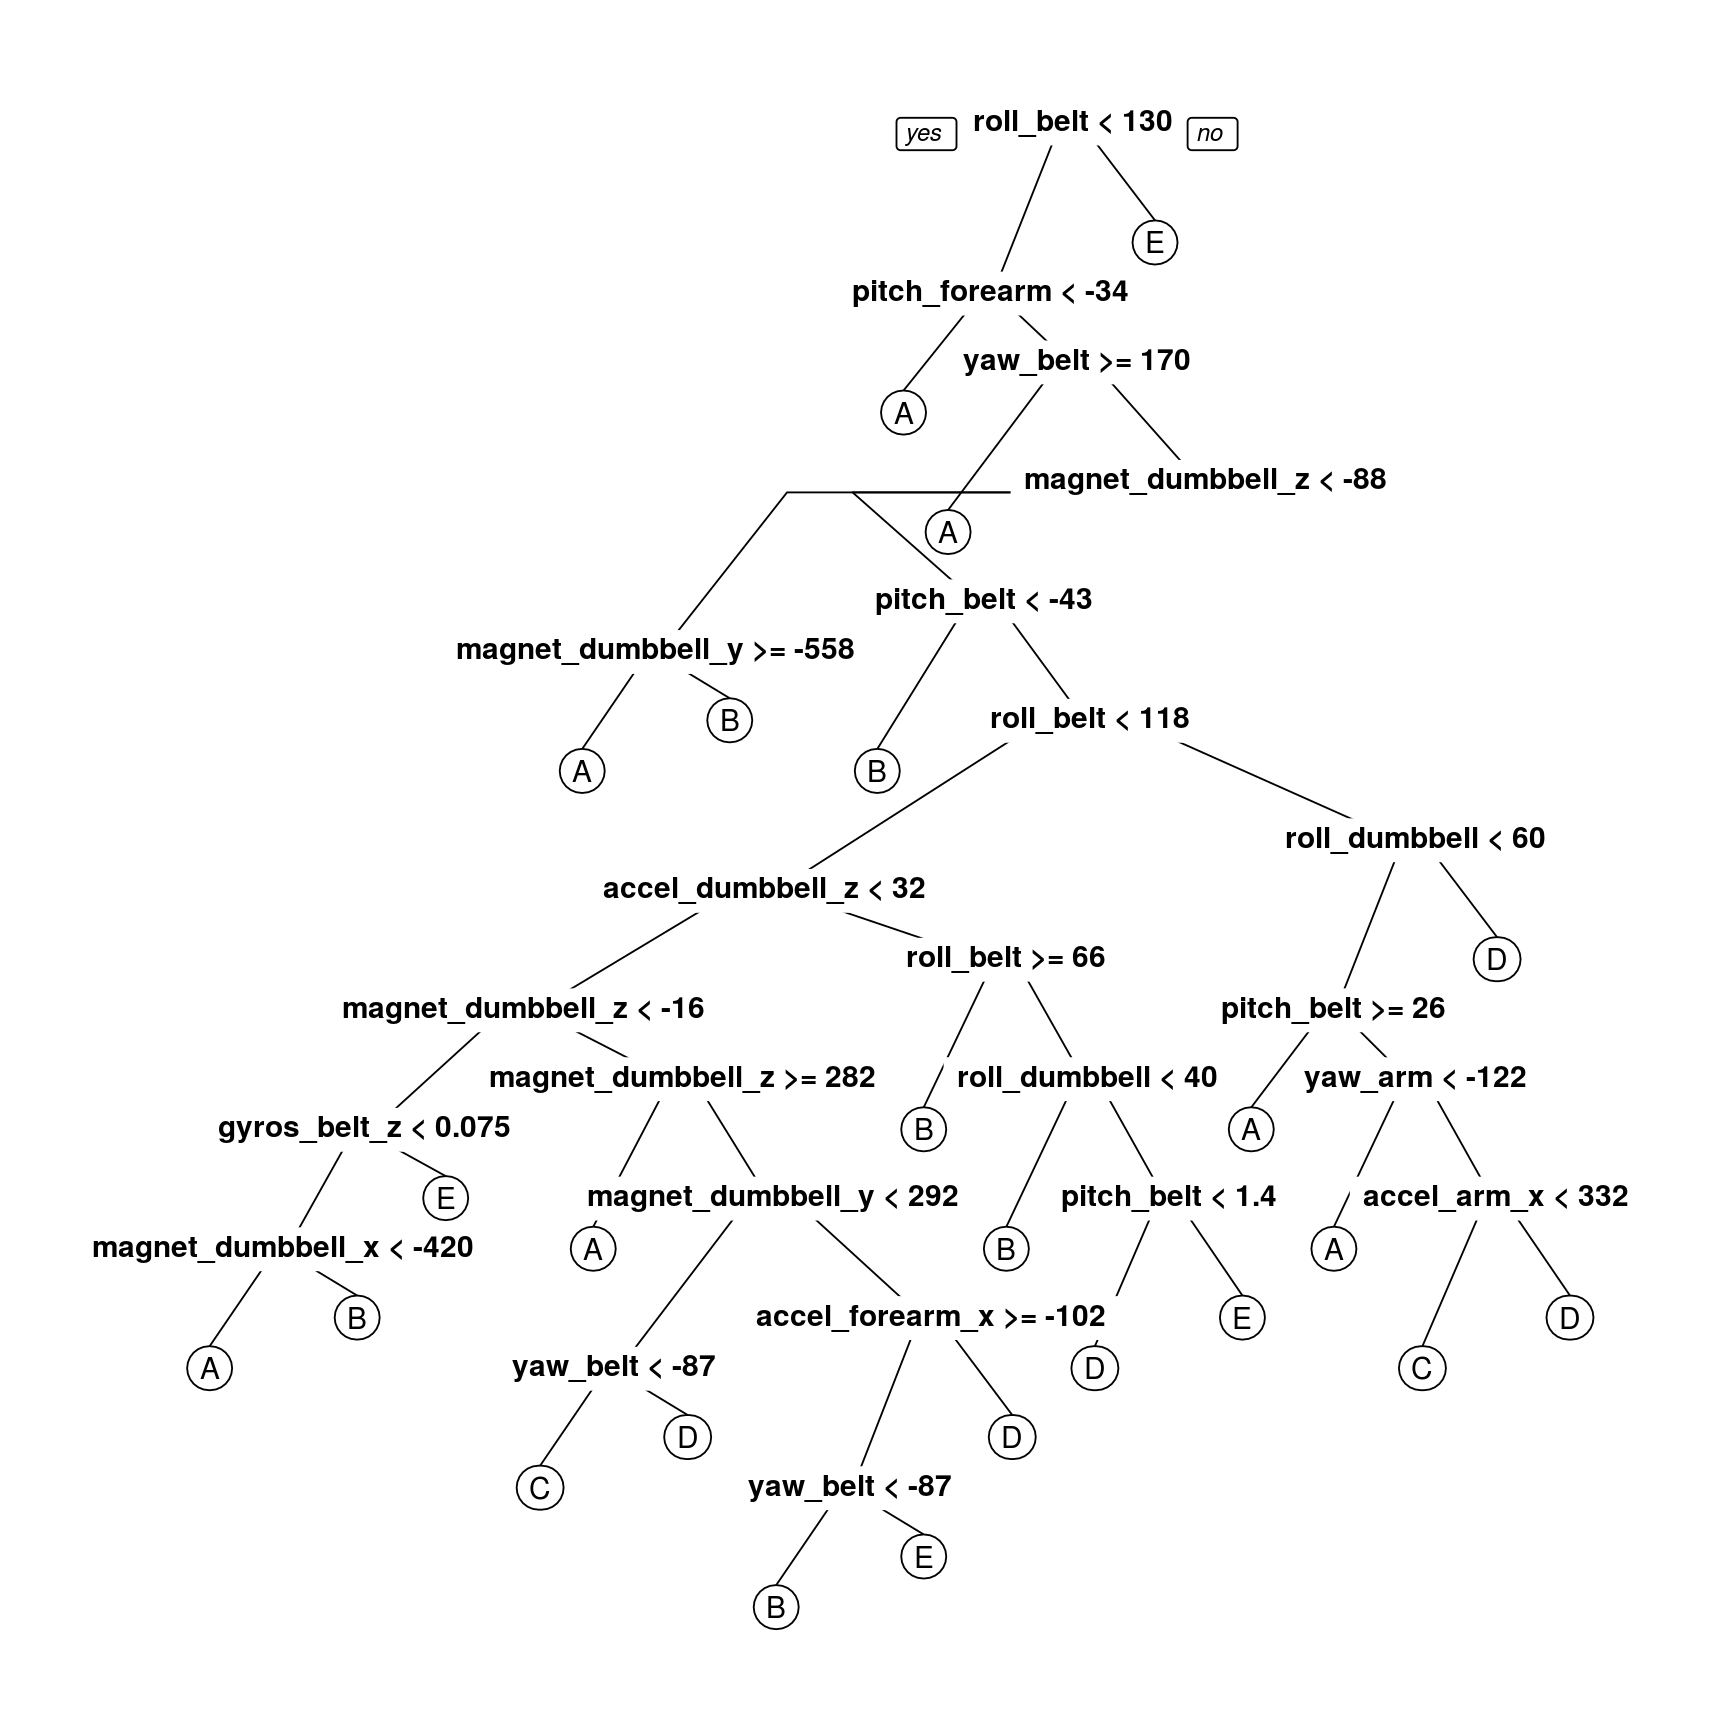 yes
roll_belt < 130
no
E
pitch_forearm < -34
yaw_belt >= 170
A
magnet_dumbbell_z < -88
A
pitch_belt < -43
magnet_dumbbell_y >= -558
B
roll_belt < 118
A
B
roll_dumbbell < 60
accel_dumbbell_z < 32
roll_belt >= 66
D
magnet_dumbbell_z < -16
pitch_belt >= 26
magnet_dumbbell_z >= 282
roll_dumbbell < 40
yaw_arm < -122
gyros_belt_z < 0.075
B
A
E
magnet_dumbbell_y < 292
pitch_belt < 1.4
accel_arm_x < 332
magnet_dumbbell_x < -420
A
B
A
B
accel_forearm_x >= -102
E
D
A
yaw_belt < -87
D
C
D
D
C
yaw_belt < -87
E
B